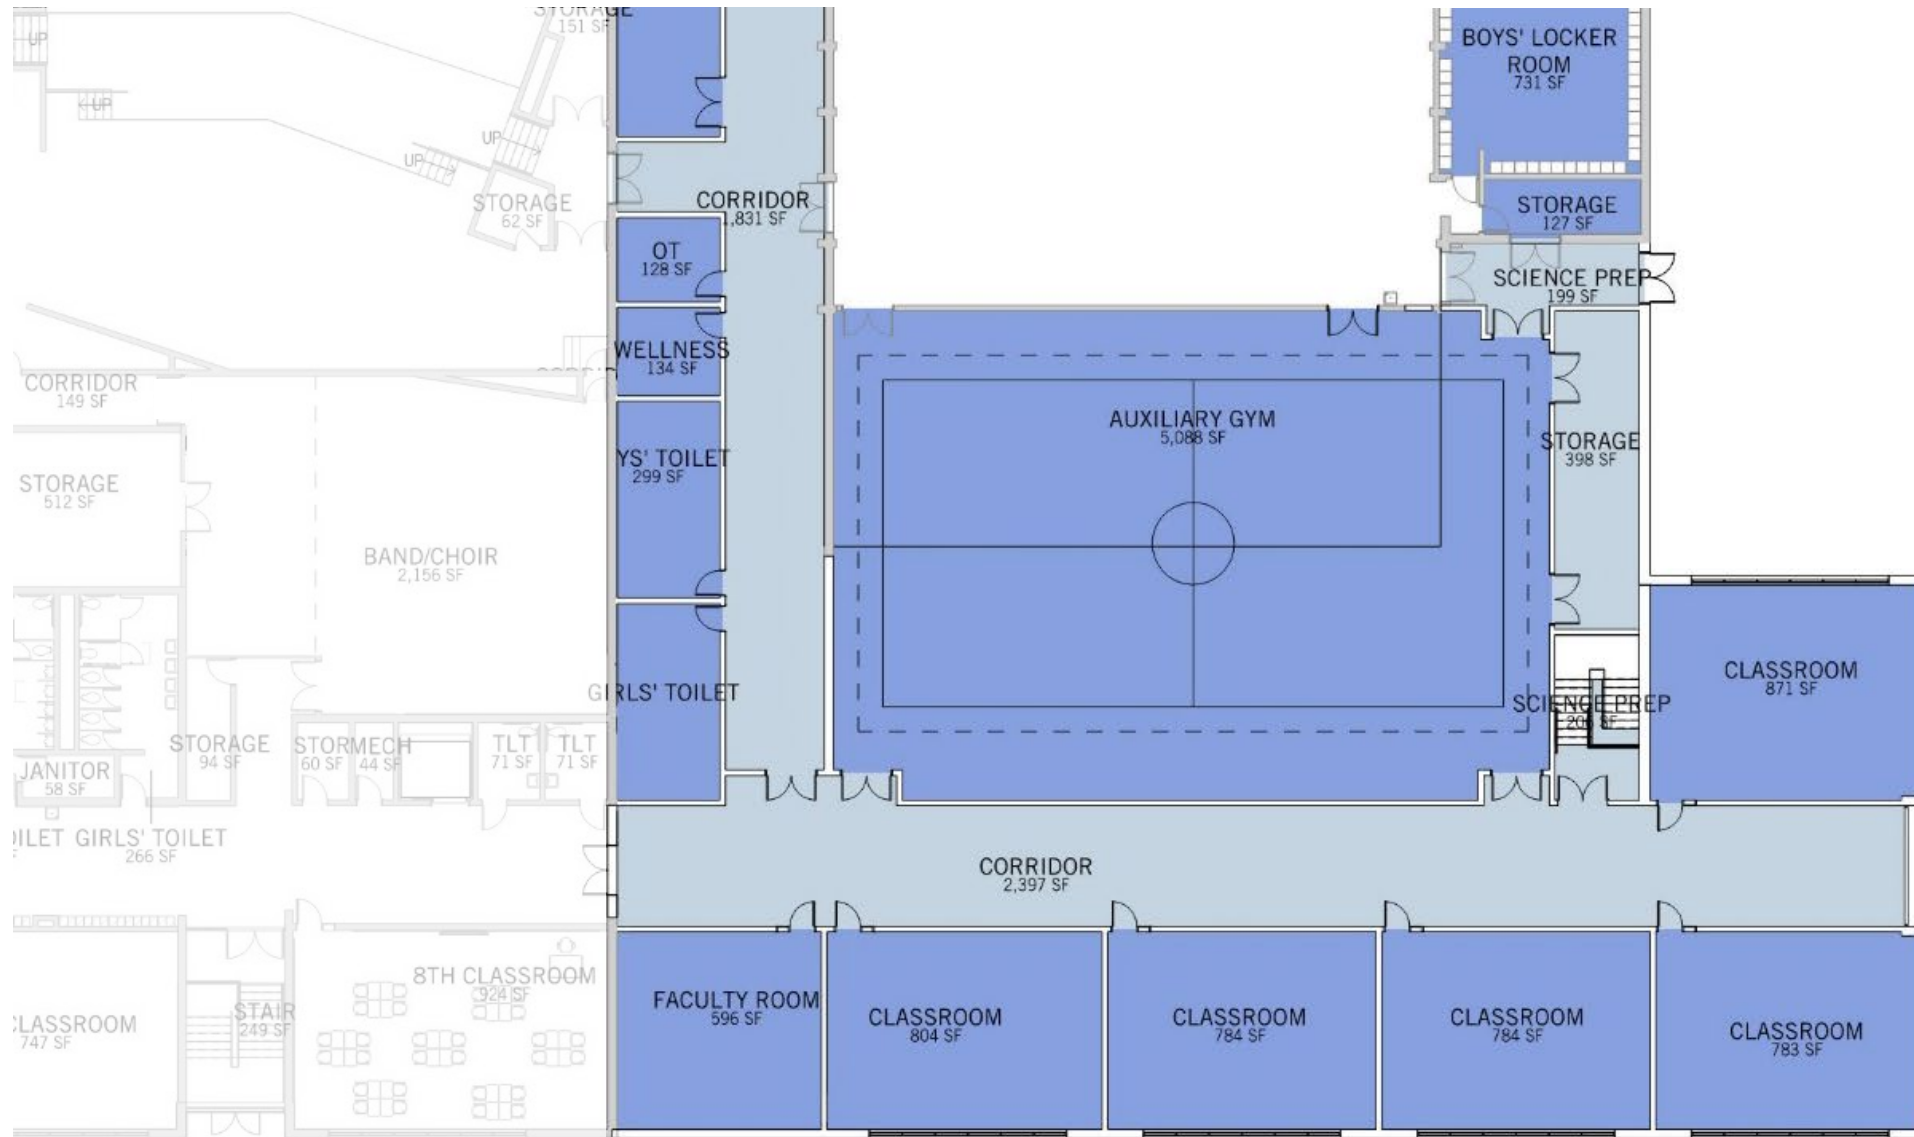 STORAGE
151 SF
UP
UP
UP
UP
BOYS' LOCKER
ROOM
731 SF
STORAGE
62 SF
CORRIDOR
1,831 SF
STORAGE
127 SF
OT
128 SF
SCIENCE PREP
199 SF
WELLNESS
134 SF
CORRIDOR
149 SF
AUXILIARY GYM
5,088 SF
STORAGE
398 SF
YS' TOILET
299 SF
STORAGE
512 SF
BAND/CHOIR
2,156 SF
CLASSROOM
871 SF
GIRLS' TOILET
SCIENCE PREP
STORAGE
94 SF
STOR
60 SF
MECH
44 SF
TLT
71 SF
TLT
71 SF
JANITOR
58 SF
OILET
GIRLS' TOILET
266 SF
CORRIDOR
2,397 SF
8TH CLASSROOM
924 SF
FACULTY ROOM
596 SF
CLASSROOM
804 SF
CLASSROOM
784 SF
CLASSROOM
784 SF
CLASSROOM
783 SF
STAIR
249 SF
CLASSROOM
747 SF